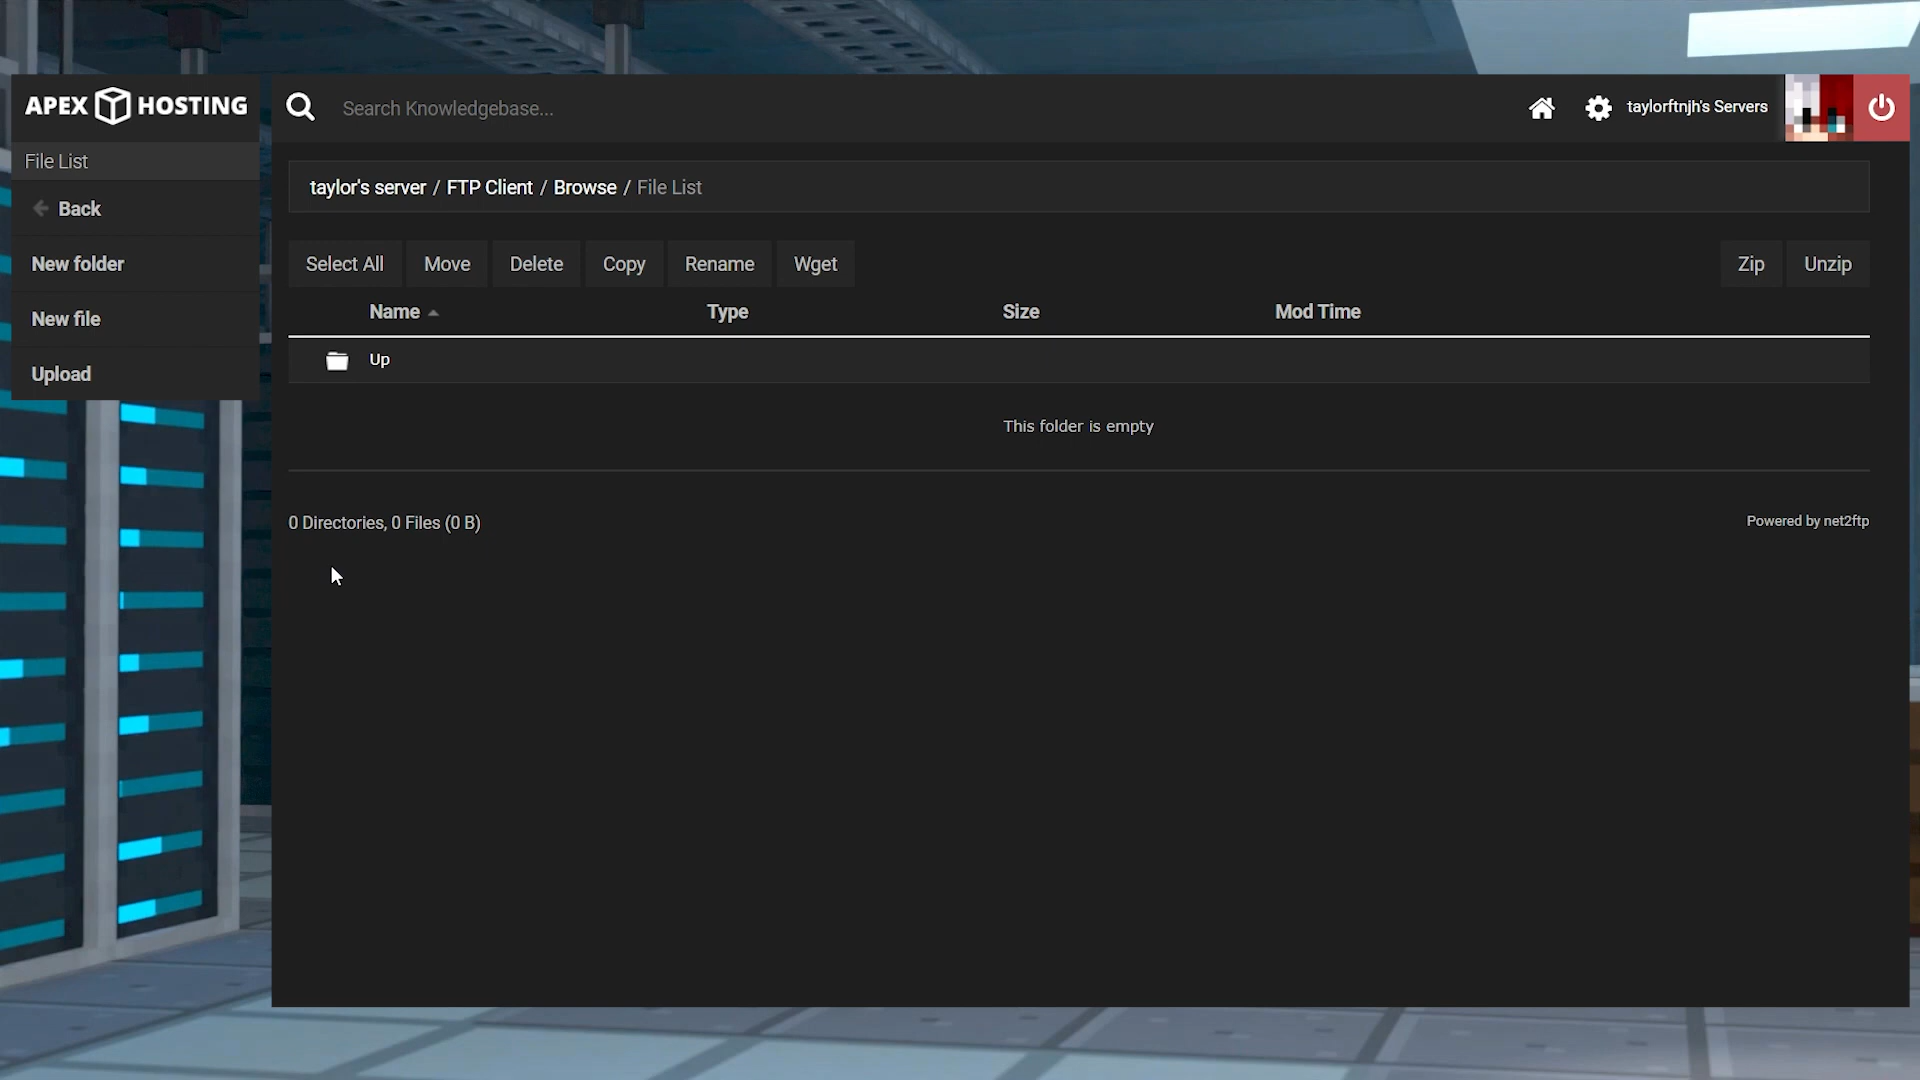 APEX HOSTING
Search Knowledgebase...
taylorftnjh's Servers
File List
Back
New folder
New file
Upload
taylor's server / FTP Client / Browse / File List
Select All Move Delete Copy Rename Wget Zip Unzip
Name Type Size Mod Time
Up
This folder is empty
0 Directories, 0 Files (0 B)
Powered by net2ftp